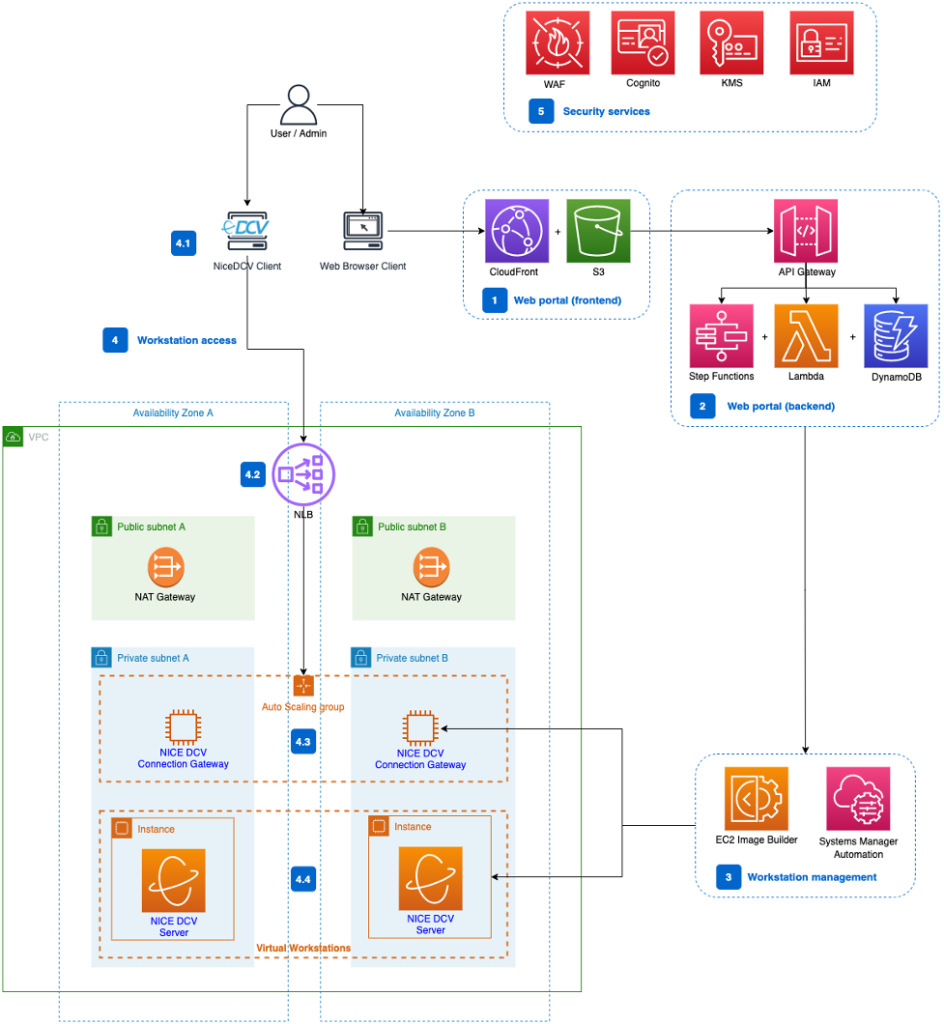 WAF
Cognito
KMS
IAM
5
Security services
User / Admin
DCV
4.1
NiceDCV Client
Web Browser Client
+
CloudFront
S3
1
Web portal (frontend)
API Gateway
+
+
Step Functions
Lambda
DynamoDB
2
Web portal (backend)
4
Workstation access
Availability Zone A
Availability Zone B
VPC
4.2
NLB
Public subnet A
Public subnet B
NAT Gateway
NAT Gateway
Private subnet A
Private subnet B
Auto Scaling group
4.3
NICE DCV
Connection Gateway
NICE DCV
Connection Gateway
Instance
Instance
4.4
NICE DCV
Server
NICE DCV
Server
Virtual Workstations
EC2 Image Builder
Systems Manager
Automation
3
Workstation management